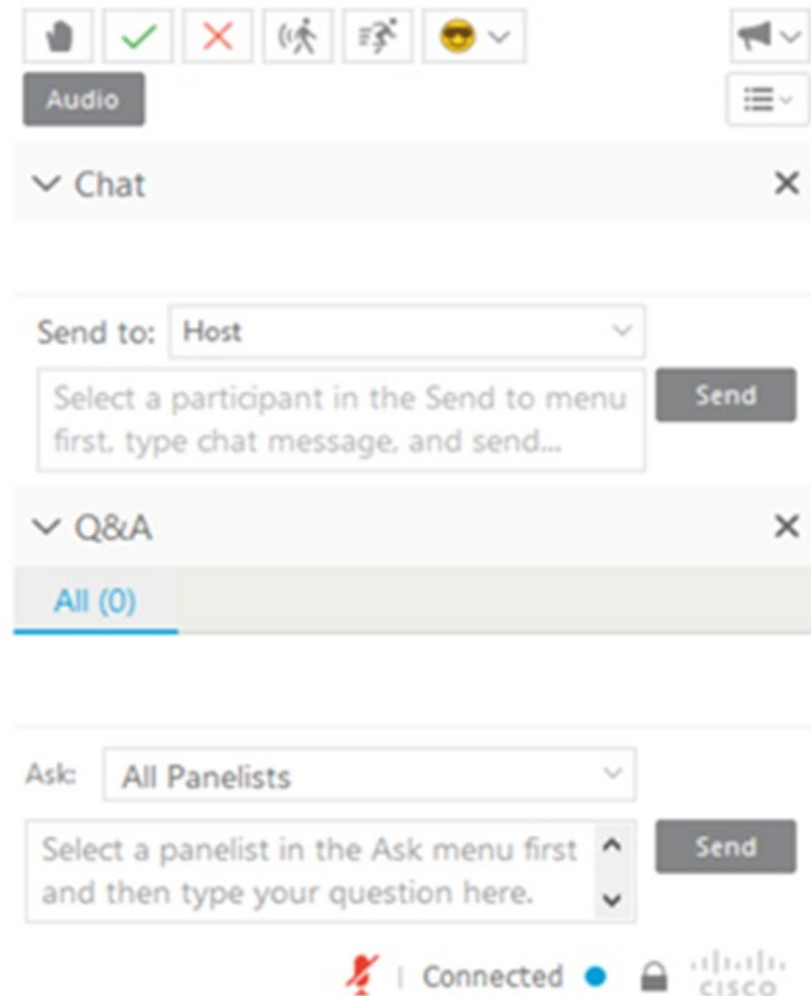 Audio
Chat
Send to: Host
Select a participant in the Send to menu
first, type chat message, and send...
Send
Q&A
All (0)
Ask: All Panelists
Select a panelist in the Ask menu first
and then type your question here.
Send
Connected
CISCO